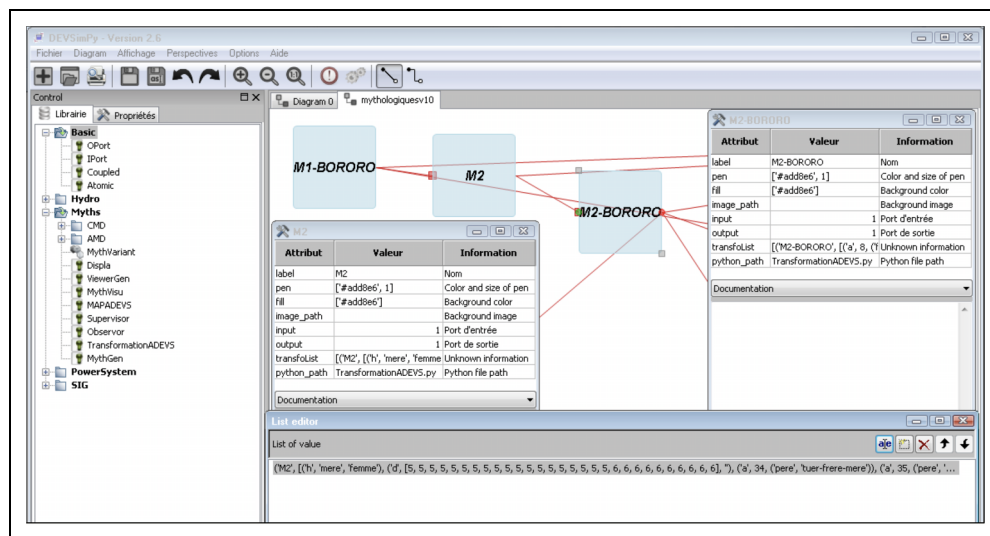 DEVSimPy - Version 2.6
Fichier Diagram Affichage Perspectives Options Aide
Control
Librairie Propriétés
Basic
OPort
IPort
Coupled
Atomic
Hydro
Myths
CMD
AMD
MythVariant
Displa
ViewerGen
MythVisu
MAPADEVS
Supervisor
Observor
TransformationADEVS
MythGen
PowerSystem
SIG
Diagram 0 mythologiquesv10
M1-BORORO
M2
M2-BORORO
M2-BORORO
Attribut Valeur Information
label M2-BORORO Nom
pen ['#add8e6', 1] Color and size of pen
fill ['#add8e6'] Background color
image_path Background image
input 1 Port d'entrée
output 1 Port de sortie
transfoList [('M2-BORORO', [('a', 8, ('f Unknown information
python_path TransformationADEVS.py Python file path
Documentation
M2
Attribut Valeur Information
label M2 Nom
pen ['#add8e6', 1] Color and size of pen
fill ['#add8e6'] Background color
image_path Background image
input 1 Port d'entrée
output 1 Port de sortie
transfoList [('M2', [('h', 'mere', 'femme Unknown information
python_path TransformationADEVS.py Python file path
Documentation
List editor
List of value
('M2', [('h', 'mere', 'femme'), ('d', [5, 5, 5, 5, 5, 5, 5, 5, 5, 5, 5, 5, 5, 5, 5, 5, 5, 5, 5, 6, 6, 6, 6, 6, 6, 6, 6, 6, 6], ''), ('a', 34, ('pere', 'tuer-frere-mere')), ('a', 35, ('pere', '...